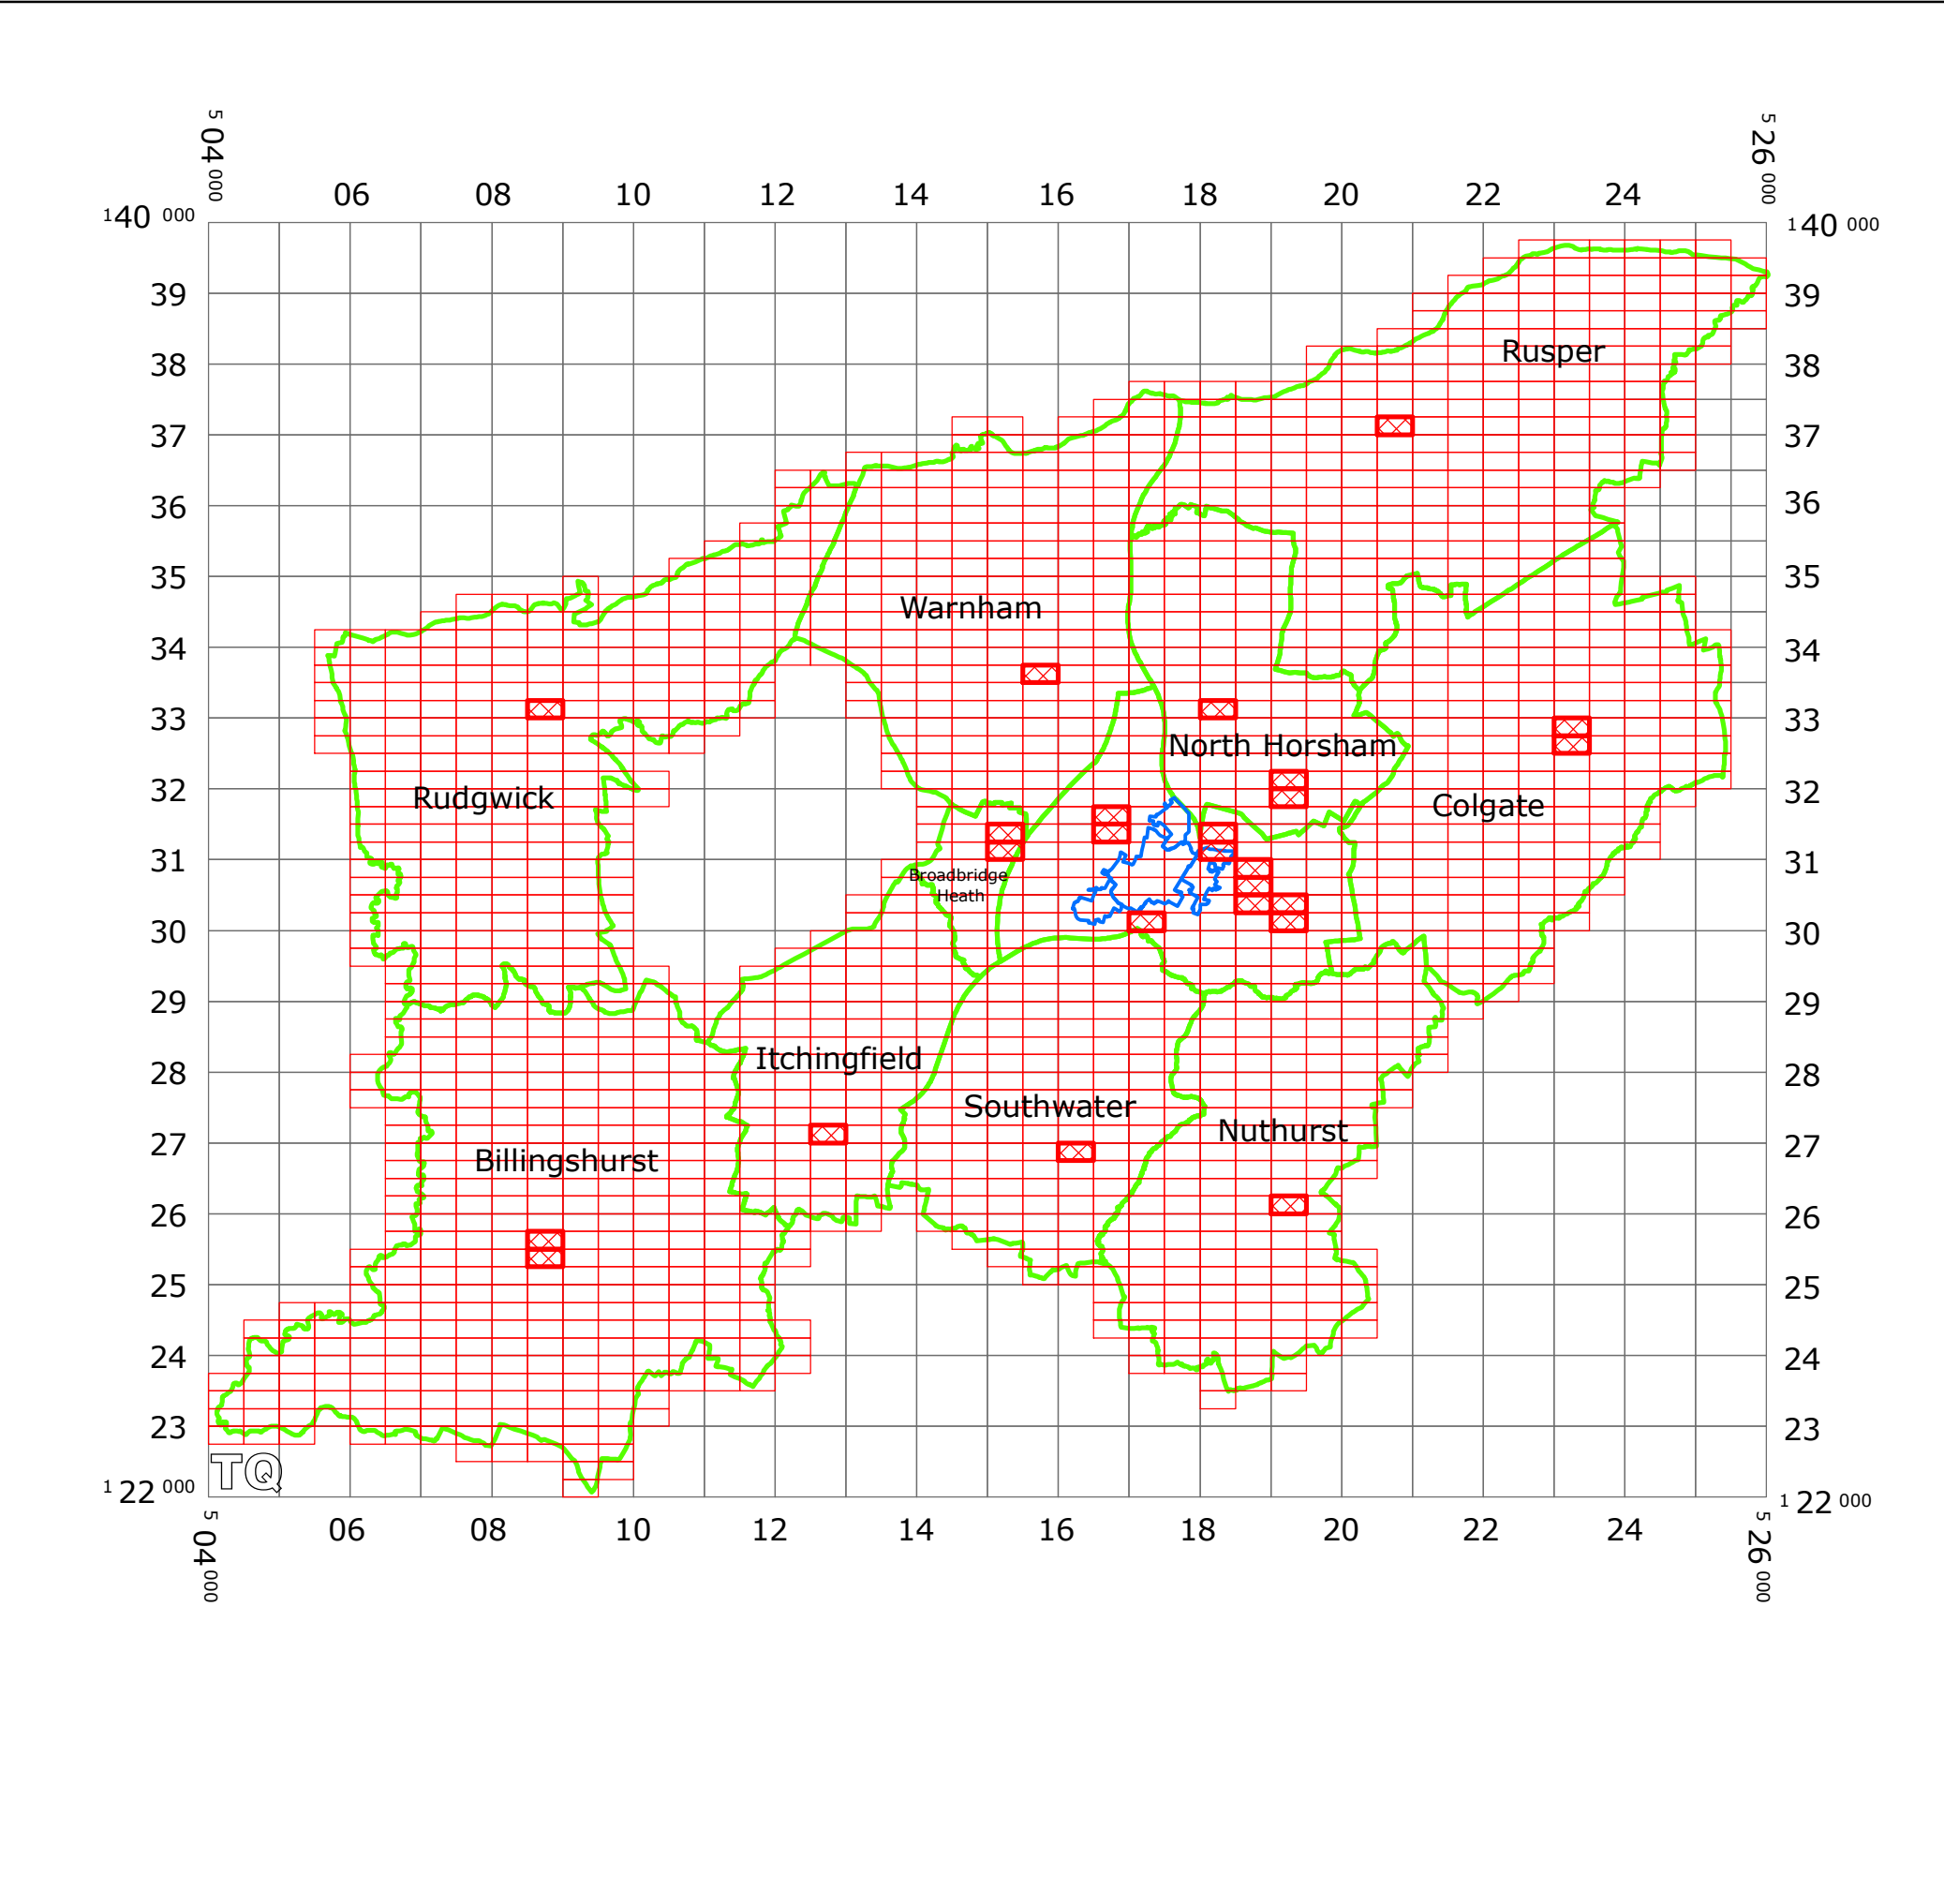 5 04 000
5 26 000
06 08 10 12 14 16 18 20 22 24
140 000
140 000
39 39
Rusper
38 38
37 37
36 36
35 35
Warnham
34 34
33 33
North Horsham
32 32
Rudgwick
Colgate
31 31
Broadbridge
Heath
30 30
29 29
Itchingfield
28 28
Southwater
Nuthurst
27 27
Billingshurst
26 26
25 25
24 24
23 23
TQ
1 22 000
1 22 000
5 04 000
5 26 000
06 08 10 12 14 16 18 20 22 24